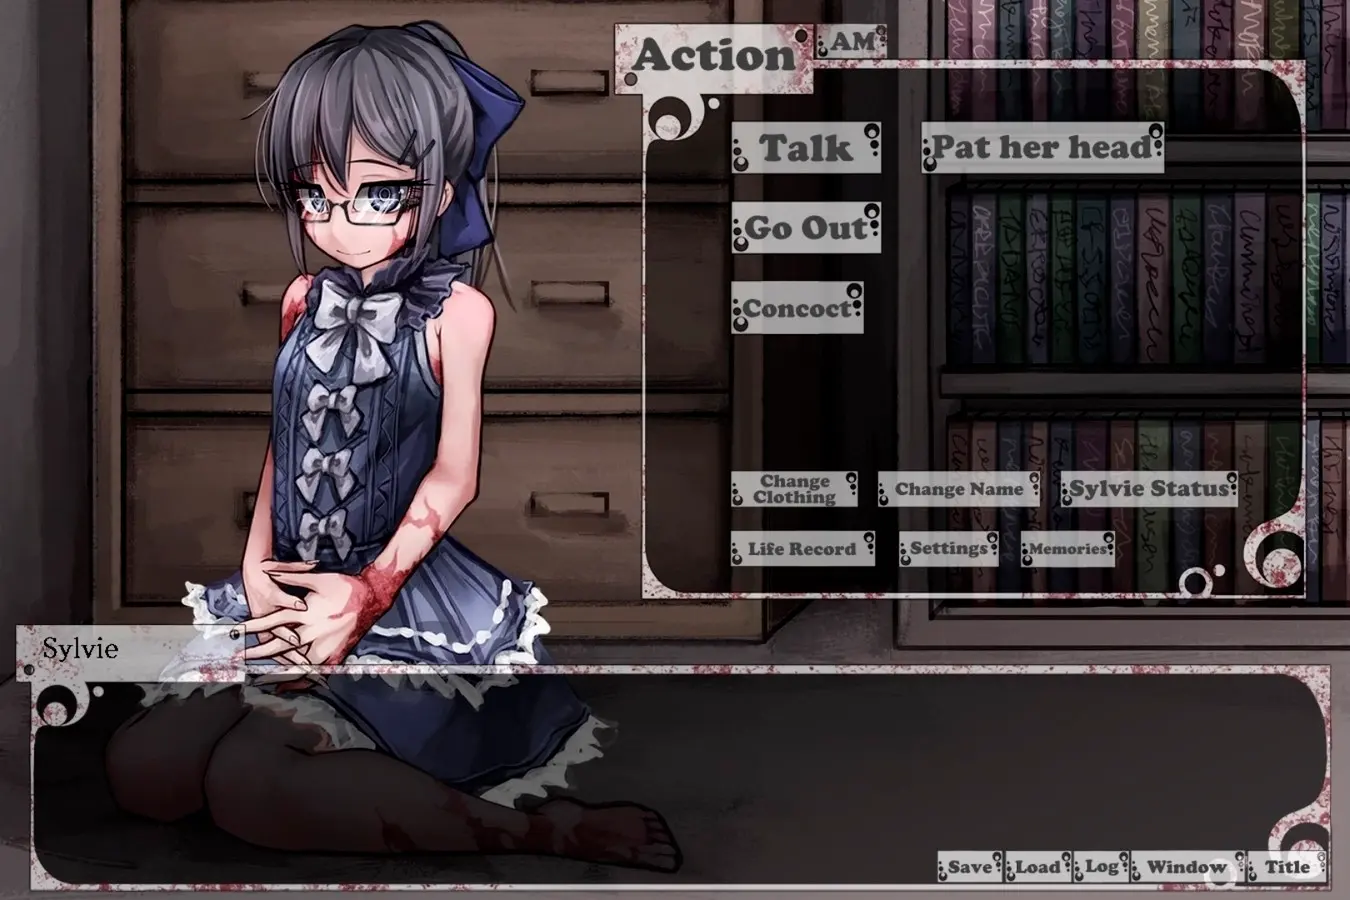 Action
AM
Talk
Pat her head
Go Out
Concoct
Change
Clothing
Change Name
Sylvie Status
Life Record
Settings
Memories
Sylvie
Save
Load
Log
Window
Title